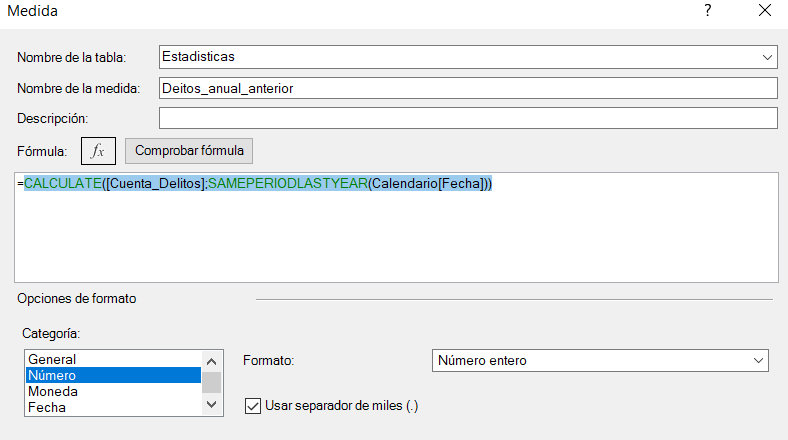 Medida ?
Nombre de la tabla: Estadisticas
Nombre de la medida: Deitos_anual_anterior
Descripción:
Fórmula: fx Comprobar fórmula
=CALCULATE([Cuenta_Delitos];SAMEPERIODLASTYEAR(Calendario[Fecha]))
Opciones de formato
Categoría:
General
Número
Moneda
Fecha
Formato: Número entero
Usar separador de miles (.)